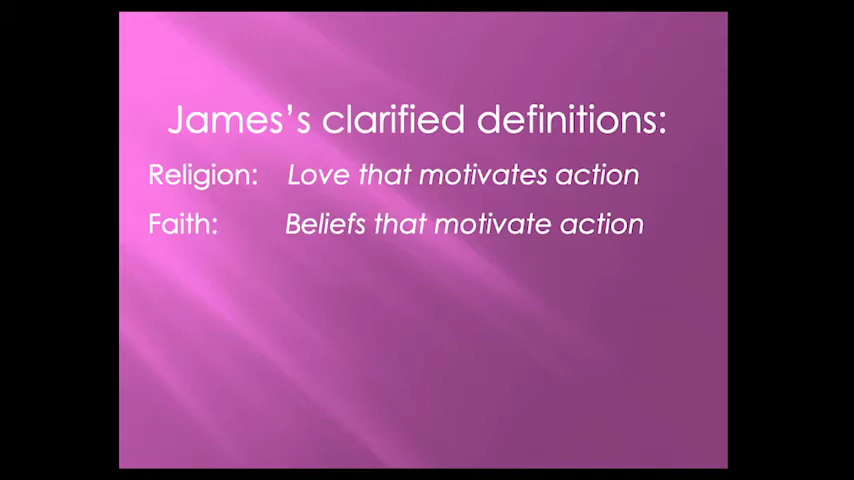 James’s clarified definitions:
Religion: Love that motivates action
Faith: Beliefs that motivate action